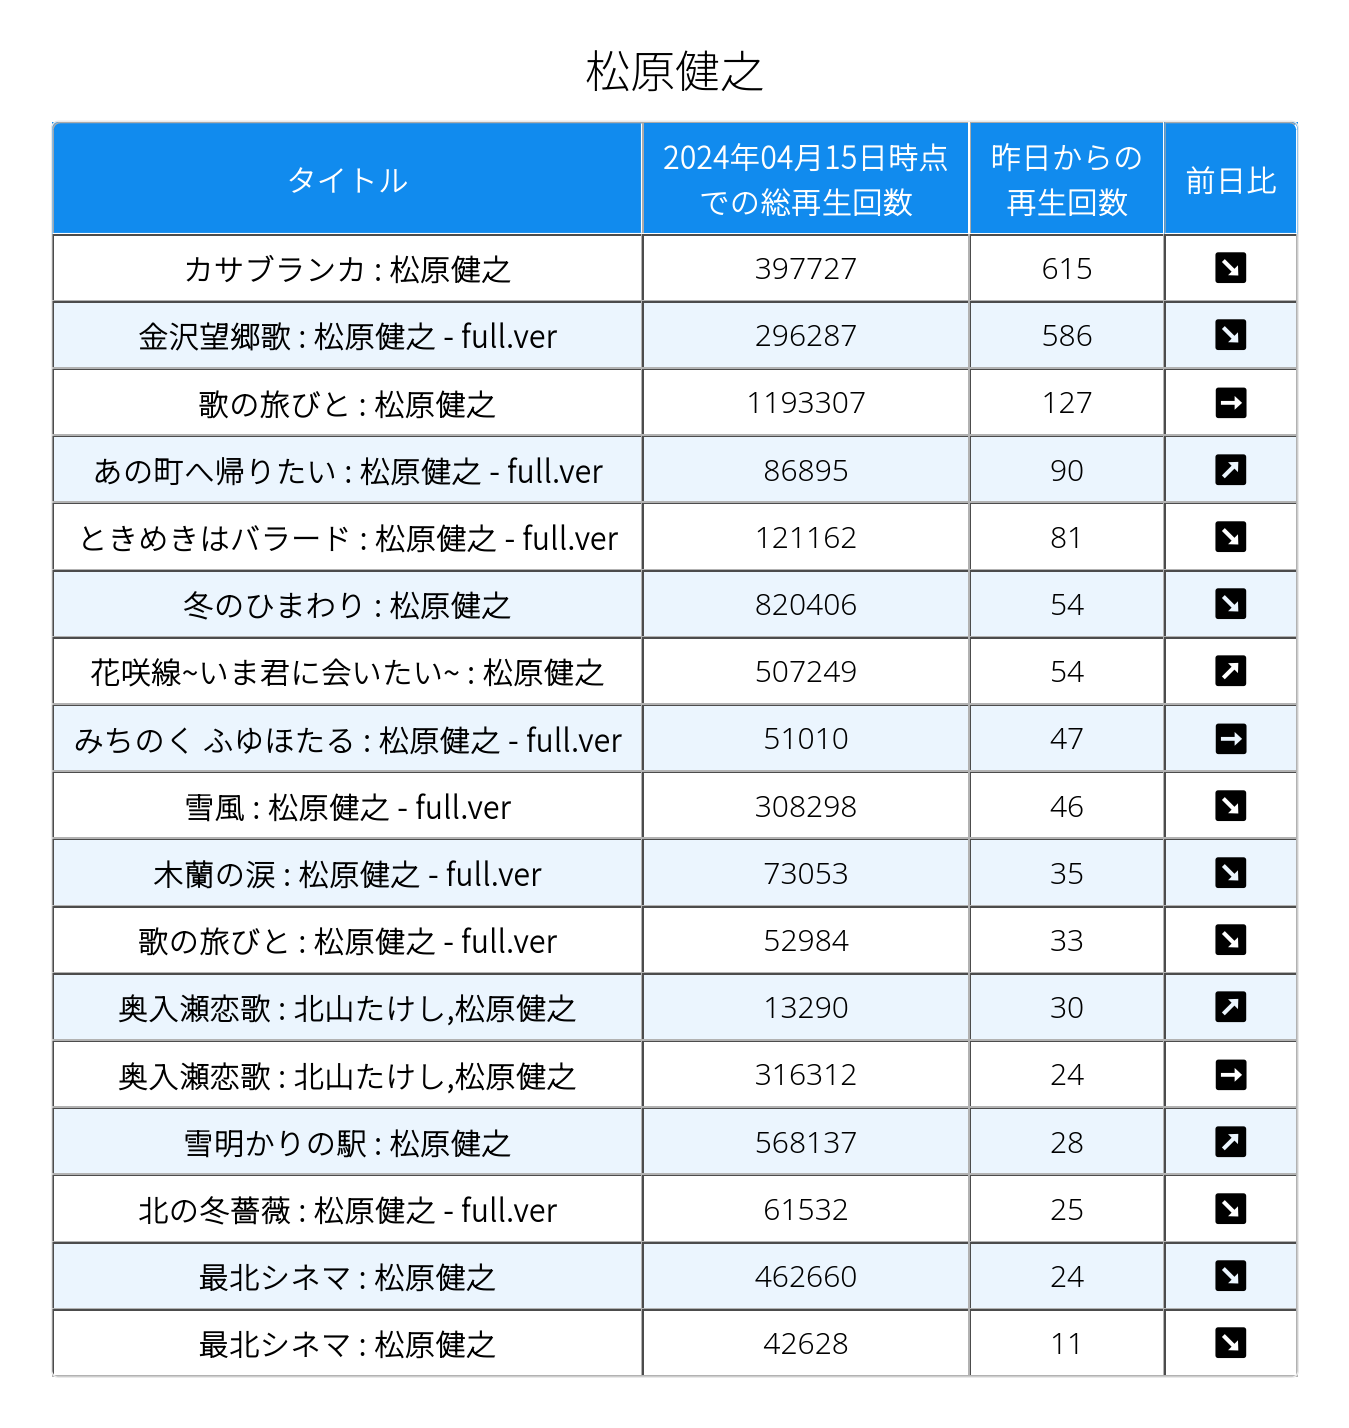 松原健之
タイトル
2024年04月15日時点
での総再生回数
昨日からの
再生回数
前日比
カサブランカ : 松原健之 397727 615 ↘
金沢望郷歌 : 松原健之 - full.ver 296287 586 ↘
歌の旅びと : 松原健之 1193307 127 →
あの町へ帰りたい : 松原健之 - full.ver 86895 90 ↗
ときめきはバラード : 松原健之 - full.ver 121162 81 ↘
冬のひまわり : 松原健之 820406 54 ↘
花咲線~いま君に会いたい~ : 松原健之 507249 54 ↗
みちのく ふゆほたる : 松原健之 - full.ver 51010 47 →
雪風 : 松原健之 - full.ver 308298 46 ↘
木蘭の涙 : 松原健之 - full.ver 73053 35 ↘
歌の旅びと : 松原健之 - full.ver 52984 33 ↘
奥入瀬恋歌 : 北山たけし,松原健之 13290 30 ↗
奥入瀬恋歌 : 北山たけし,松原健之 316312 24 →
雪明かりの駅 : 松原健之 568137 28 ↗
北の冬薔薇 : 松原健之 - full.ver 61532 25 ↘
最北シネマ : 松原健之 462660 24 ↘
最北シネマ : 松原健之 42628 11 ↘